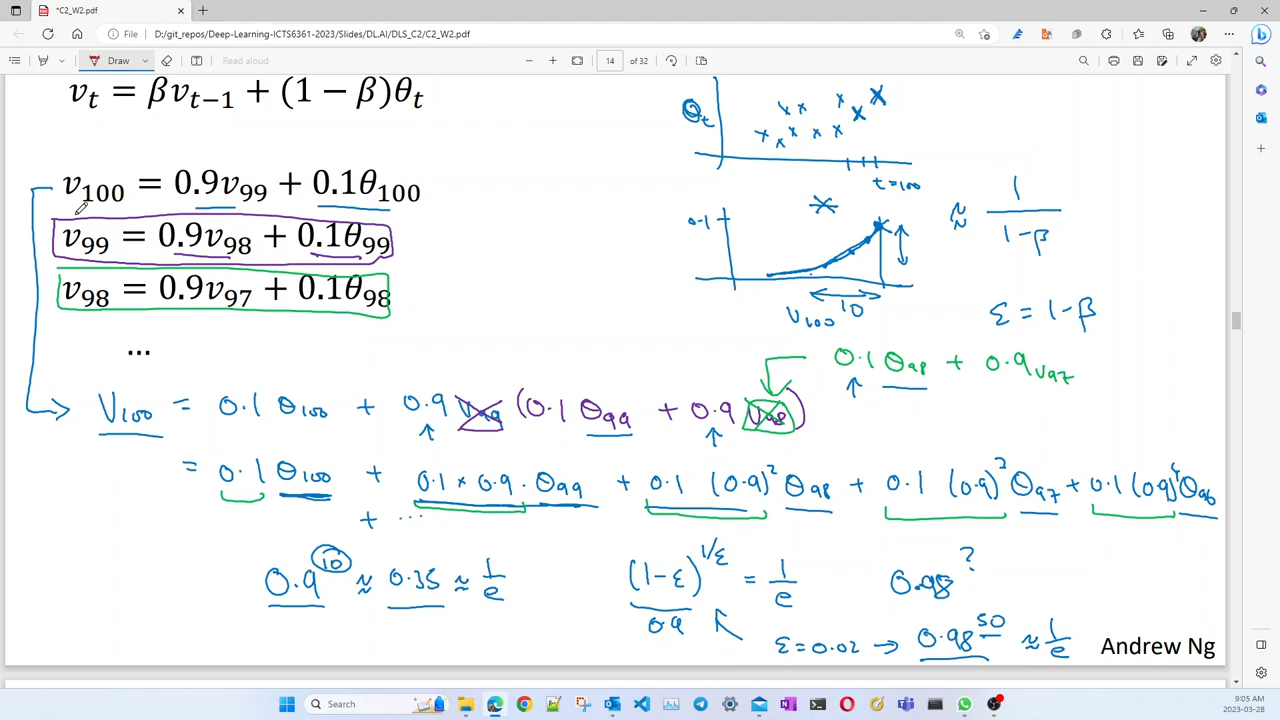 *C2_W2.pdf
File D:/git_repos/Deep-Learning-ICTS6361-2023/Slides/DL.AI/DLS_C2/C2_W2.pdf
Draw Read aloud 14 of 32
v_t = βv_{t−1} + (1 − β)θ_t
v_100 = 0.9v_99 + 0.1θ_100
v_99 = 0.9v_98 + 0.1θ_99
v_98 = 0.9v_97 + 0.1θ_98
...
θ_t
t=100
0.1
V_100 10
≈ 1/(1-β)
ε = 1-β
0.1 θ_98 + 0.9 v_97
V_100 = 0.1 θ_100 + 0.9 V_99 (0.1 θ_99 + 0.9 V_98)
= 0.1 θ_100 + 0.1 × 0.9 · θ_99 + 0.1 (0.9)^2 θ_98 + 0.1 (0.9)^2 θ_97 + 0.1 (0.9)^4 θ_96
+ ...
0.9^10 ≈ 0.35 ≈ 1/e (1-ε)^{1/ε} = 1/e 0.98^?
0.9 ε=0.02 → 0.98^50 ≈ 1/e
Andrew Ng
Search
9:05 AM
2023-03-28